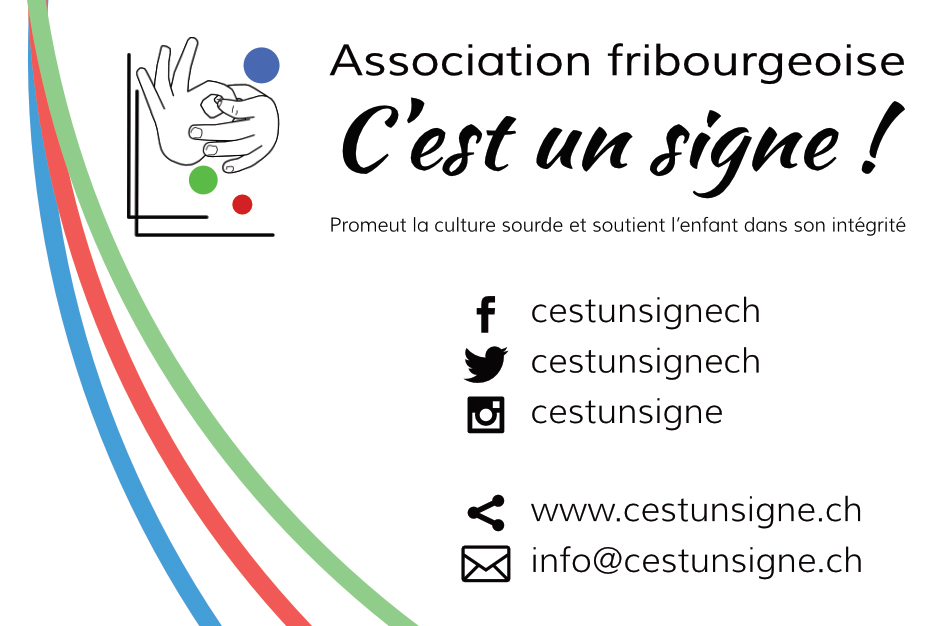 Association fribourgeoise
C'est un signe !
Promeut la culture sourde et soutient l'enfant dans son intégrité
cestunsignech
cestunsignech
cestunsigne
www.cestunsigne.ch
info@cestunsigne.ch